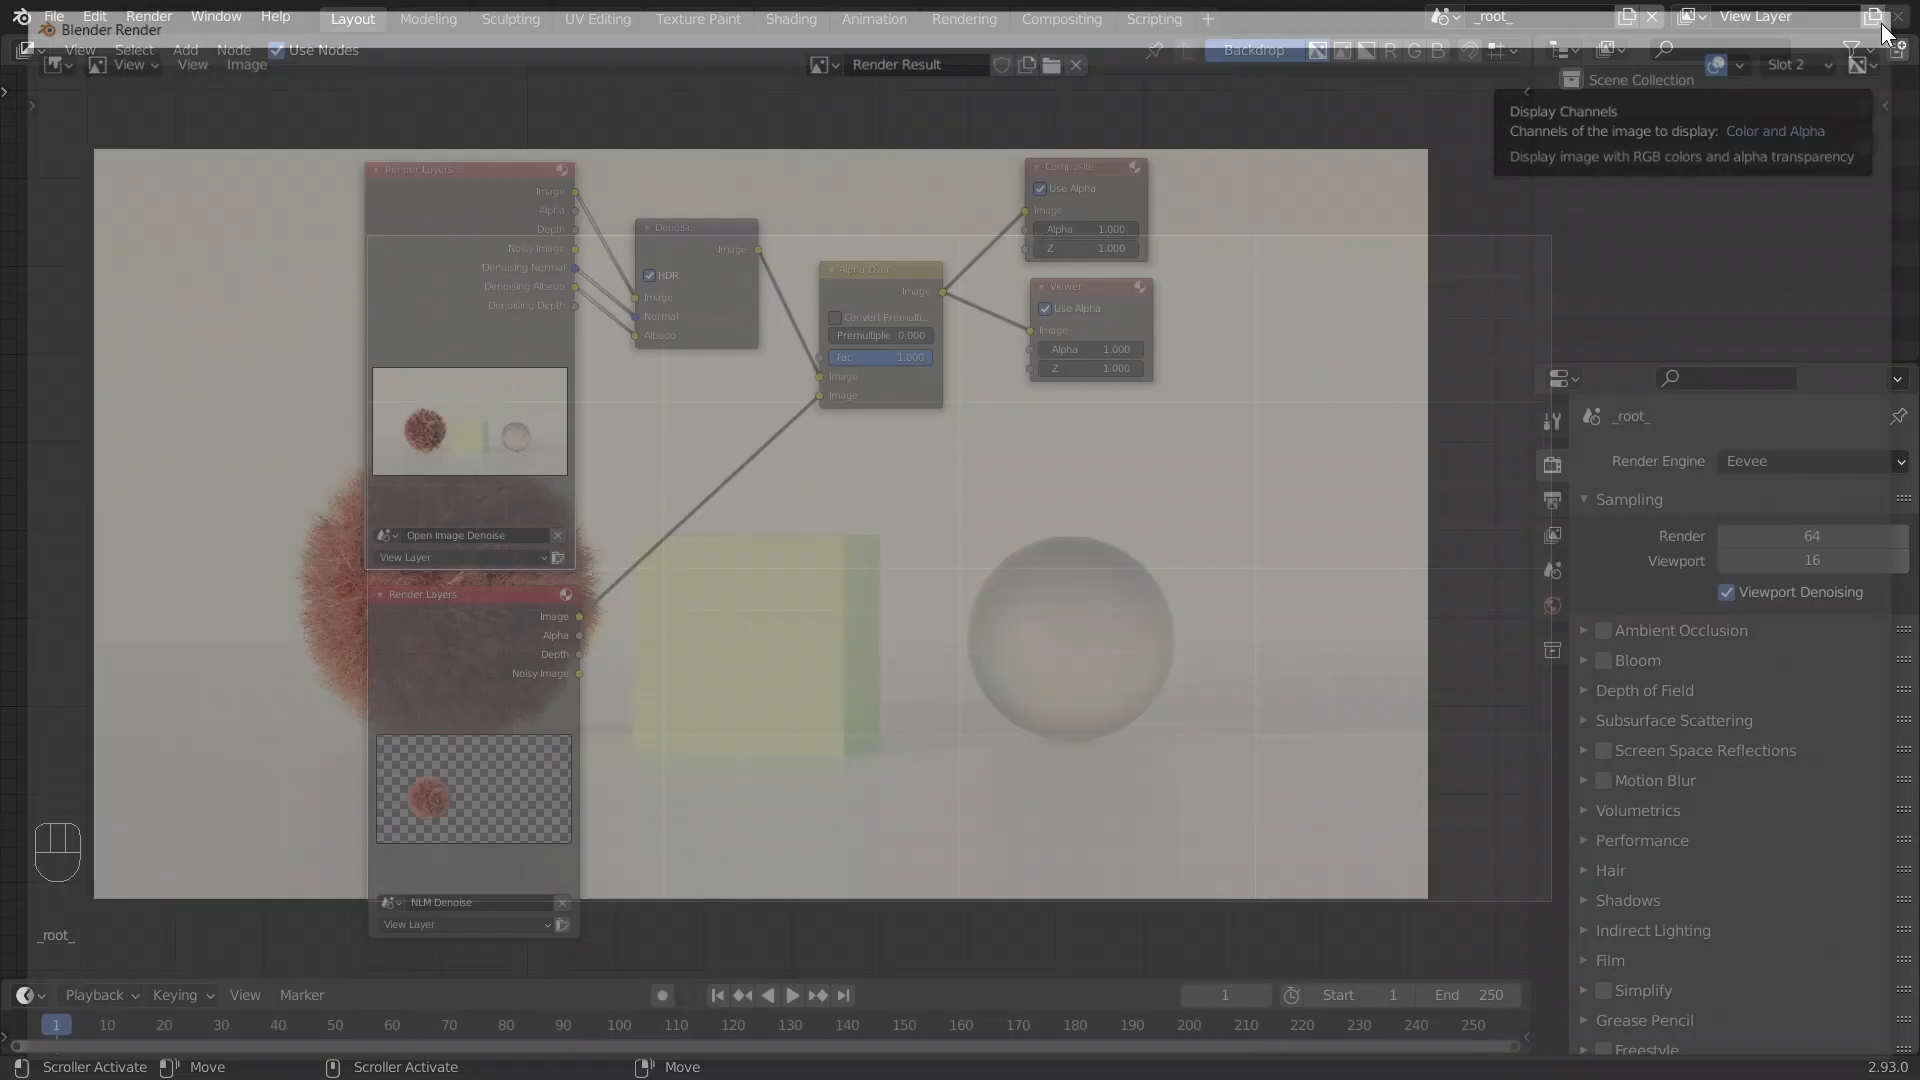 File Edit Render Window Help Layout Modeling Sculpting UV Editing Texture Paint Shading Animation Rendering Compositing Scripting + _root_ View Layer
Blender Render
View Select Add Node Use Nodes Backdrop R G B
View View Image Render Result Slot 2
Scene Collection
Display Channels
Channels of the image to display: Color and Alpha
Display image with RGB colors and alpha transparency
Render Layers
Image
Alpha
Depth
Noisy Image
Denoising Normal
Denoising Albedo
Denoising Depth
Open Image Denoise
View Layer
Denoise
Image
HDR
Image
Normal
Albedo
Alpha Over
Image
Convert Premulti...
Premultiplie 0.000
Fac 1.000
Image
Image
Composite
Use Alpha
Image
Alpha 1.000
Z 1.000
Viewer
Use Alpha
Image
Alpha 1.000
Z 1.000
Render Layers
Image
Alpha
Depth
Noisy Image
NLM Denoise
View Layer
_root_
_root_
Render Engine Eevee
Sampling
Render 64
Viewport 16
Viewport Denoising
Ambient Occlusion
Bloom
Depth of Field
Subsurface Scattering
Screen Space Reflections
Motion Blur
Volumetrics
Performance
Hair
Shadows
Indirect Lighting
Film
Simplify
Grease Pencil
Freestyle
Playback Keying View Marker 1 Start 1 End 250
1 10 20 30 40 50 60 70 80 90 100 110 120 130 140 150 160 170 180 190 200 210 220 230 240 250
Scroller Activate Move Scroller Activate Move 2.93.0